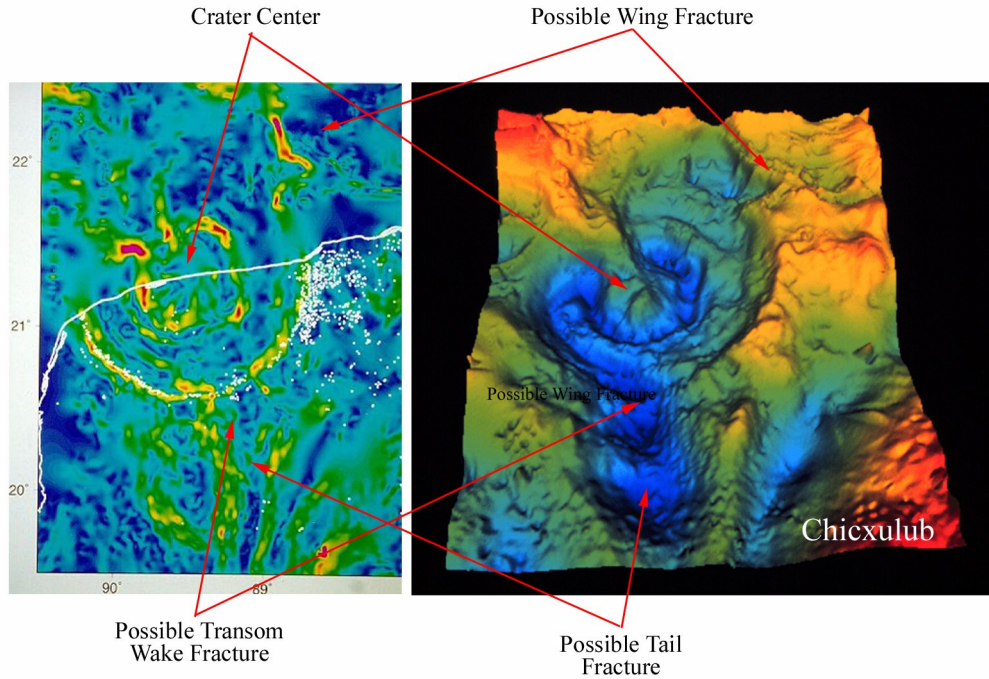 Crater Center
Possible Wing Fracture
22°
21°
20°
90°
89°
Possible Wing Fracture
Chicxulub
Possible Transom
Wake Fracture
Possible Tail
Fracture